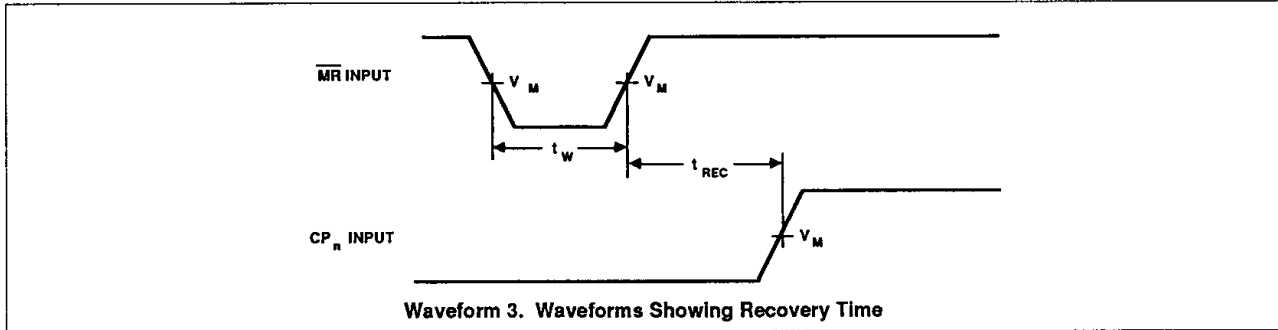 MR INPUT
V M
V M
t W
t REC
CP n INPUT
V M
Waveform 3. Waveforms Showing Recovery Time